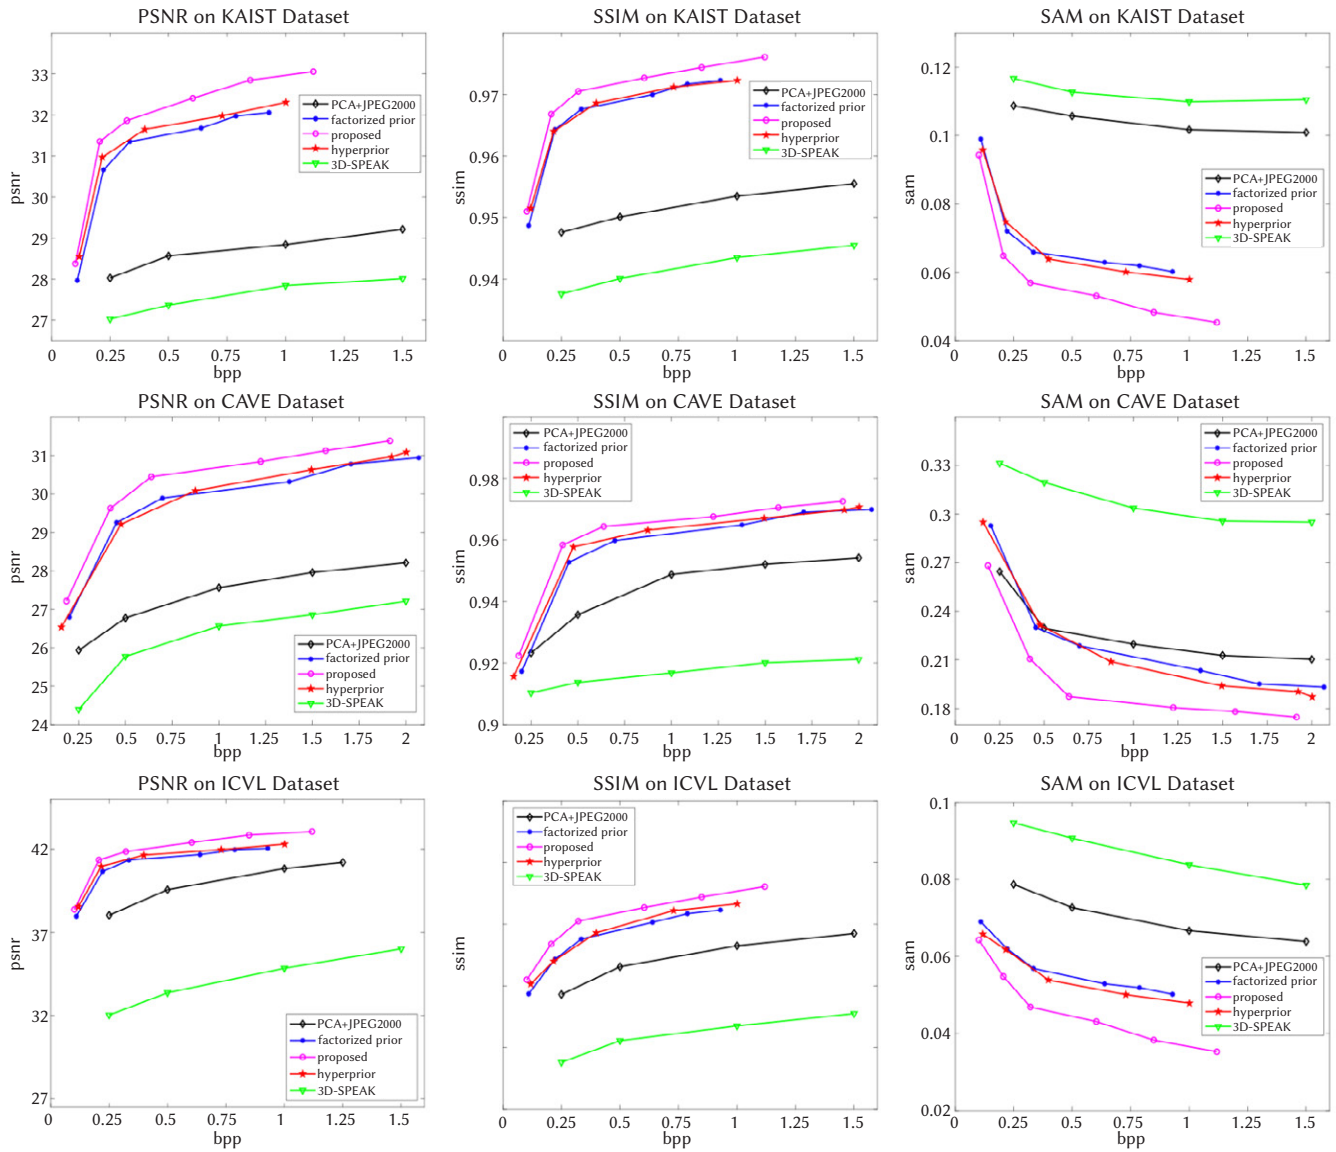 PSNR on KAIST Dataset
33
32
31
30
29
28
27
psnr
0
0.25
0.5
0.75
1
1.25
1.5
bpp
PCA+JPEG2000
factorized prior
proposed
hyperprior
3D-SPEAK
SSIM on KAIST Dataset
0.97
0.96
0.95
0.94
ssim
0
0.25
0.5
0.75
1
1.25
1.5
bpp
PCA+JPEG2000
factorized prior
proposed
hyperprior
3D-SPEAK
SAM on KAIST Dataset
0.12
0.1
0.08
0.06
0.04
sam
0
0.25
0.5
0.75
1
1.25
1.5
bpp
PCA+JPEG2000
factorized prior
proposed
hyperprior
3D-SPEAK
PSNR on CAVE Dataset
31
30
29
28
27
26
25
24
psnr
0.25
0.5
0.75
1
1.25
1.5
1.75
2
bpp
PCA+JPEG2000
factorized prior
proposed
hyperprior
3D-SPEAK
SSIM on CAVE Dataset
0.98
0.96
0.94
0.92
0.9
ssim
0.25
0.5
0.75
1
1.25
1.5
1.75
2
bpp
PCA+JPEG2000
factorized prior
proposed
hyperprior
3D-SPEAK
SAM on CAVE Dataset
0.33
0.3
0.27
0.24
0.21
0.18
sam
0
0.25
0.5
0.75
1
1.25
1.5
1.75
2
bpp
PCA+JPEG2000
factorized prior
proposed
hyperprior
3D-SPEAK
PSNR on ICVL Dataset
42
37
32
27
psnr
0
0.25
0.5
0.75
1
1.25
1.5
bpp
PCA+JPEG2000
factorized prior
proposed
hyperprior
3D-SPEAK
SSIM on ICVL Dataset
ssim
0
0.25
0.5
0.75
1
1.25
1.5
bpp
PCA+JPEG2000
factorized prior
proposed
hyperprior
3D-SPEAK
SAM on ICVL Dataset
0.1
0.08
0.06
0.04
0.02
sam
0
0.25
0.5
0.75
1
1.25
1.5
bpp
PCA+JPEG2000
factorized prior
proposed
hyperprior
3D-SPEAK